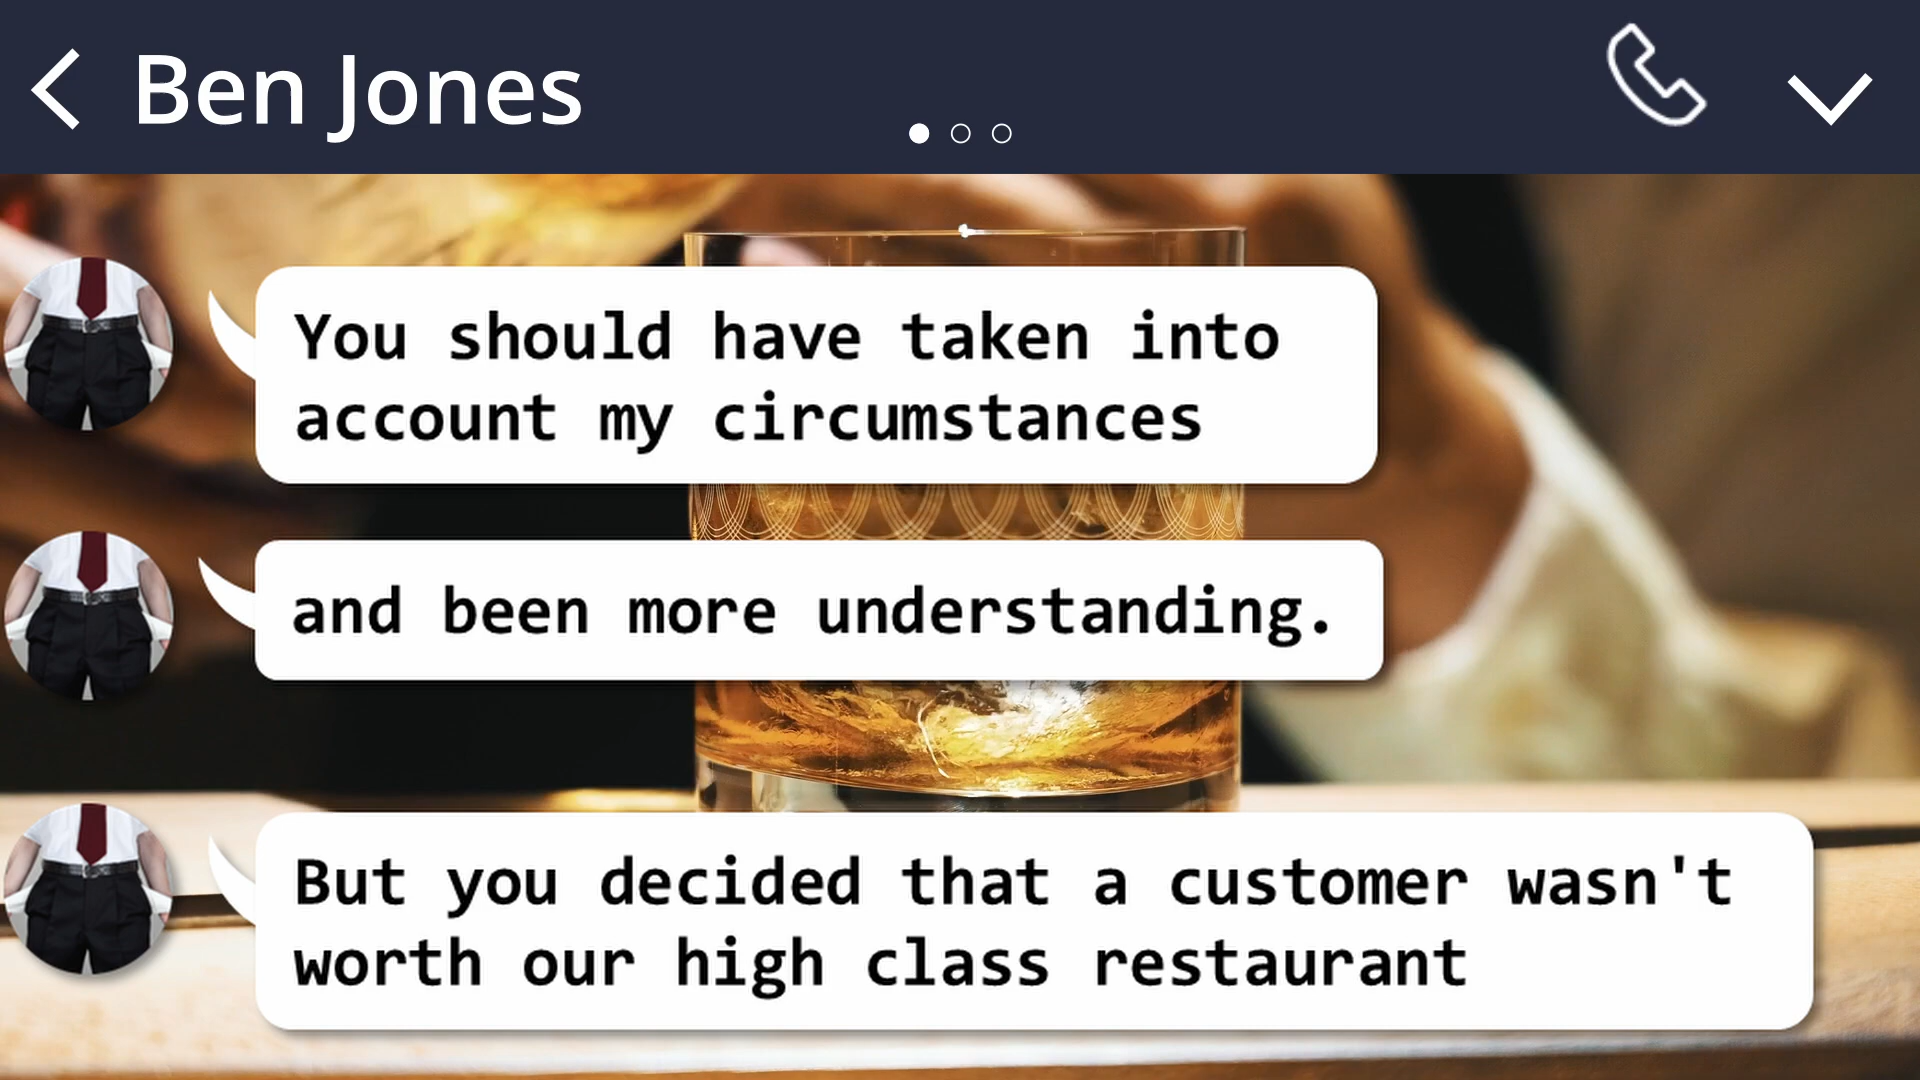 Ben Jones
You should have taken into
account my circumstances
and been more understanding.
But you decided that a customer wasn't
worth our high class restaurant